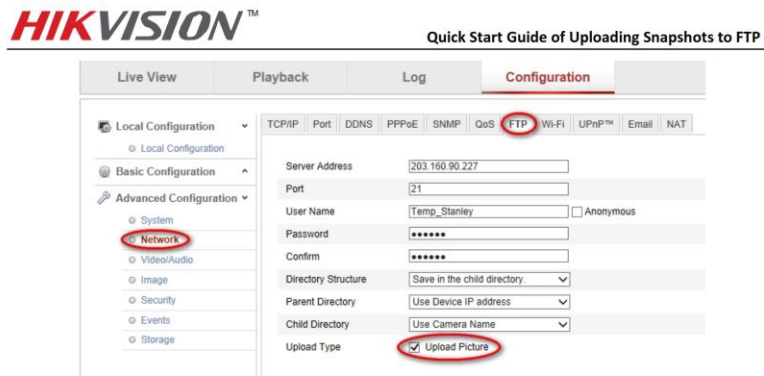 HIKVISION™
Quick Start Guide of Uploading Snapshots to FTP
Live View Playback Log Configuration
Local Configuration
Local Configuration
Basic Configuration
Advanced Configuration
System
Network
Video/Audio
Image
Security
Events
Storage
TCP/IP Port DDNS PPPoE SNMP QoS FTP Wi-Fi UPnP™ Email NAT
Server Address 203.160.90.227
Port 21
User Name Temp_Stanley Anonymous
Password ●●●●●●
Confirm ●●●●●●
Directory Structure Save in the child directory.
Parent Directory Use Device IP address
Child Directory Use Camera Name
Upload Type Upload Picture